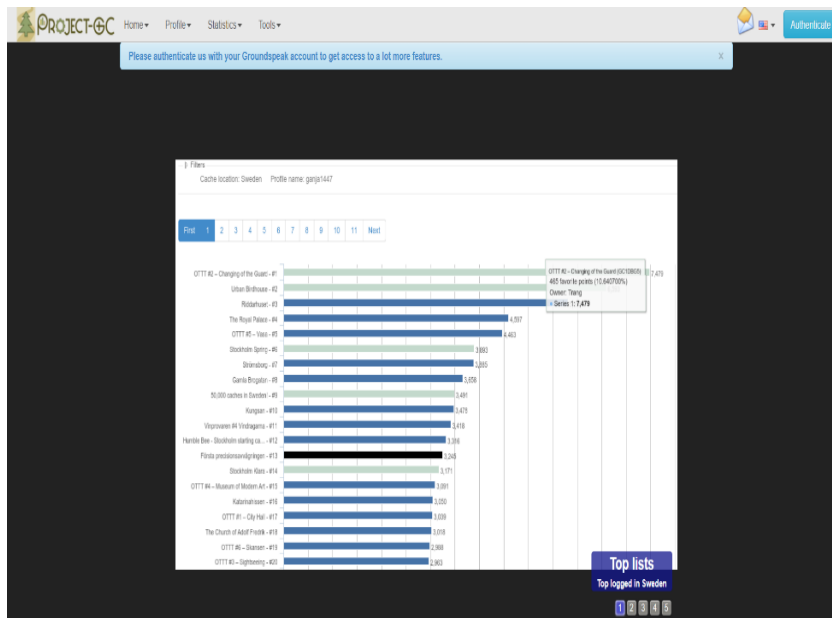 PROJECT-GC Home Profile Statistics Tools Authenticate
Please authenticate us with your Groundspeak account to get access to a lot more features. x
Filters
Cache location: Sweden Profile name: ganja1447
First 1 2 3 4 5 6 7 8 9 10 11 Next
OTTT #2 – Changing of the Guard - #1 7,479
OTTT #2 – Changing of the Guard
465 favorite points (10.640700%)
Owner: Trang
Series 1: 7,479
Urban Birdhouse - #2
Riddarhuset - #3
The Royal Palace - #4 4,597
OTTT #5 – Vasa - #5 4,463
Stockholm Spring - #6 3,893
Strömsborg - #7
Gamla Brogatan - #8 3,656
50,000 caches in Sweden! - #9 3,491
Kungsan - #10 3,479
Vinprovaren #4 Vindragarna - #11 3,416
Humble Bee - Stockholm starting ca... - #12 3,316
Första precisionsavvägningen - #13 3,245
Stockholm Klara - #14 3,171
OTTT #4 – Museum of Modern Art - #15 3,091
Katarinahissen - #16 3,050
OTTT #1 – City Hall - #17 3,039
The Church of Adolf Fredrik - #18 3,018
OTTT #6 – Skansen - #19 2,988
OTTT #3 – Sightseeing - #20 2,963
Top lists
Top logged in Sweden
1 2 3 4 5